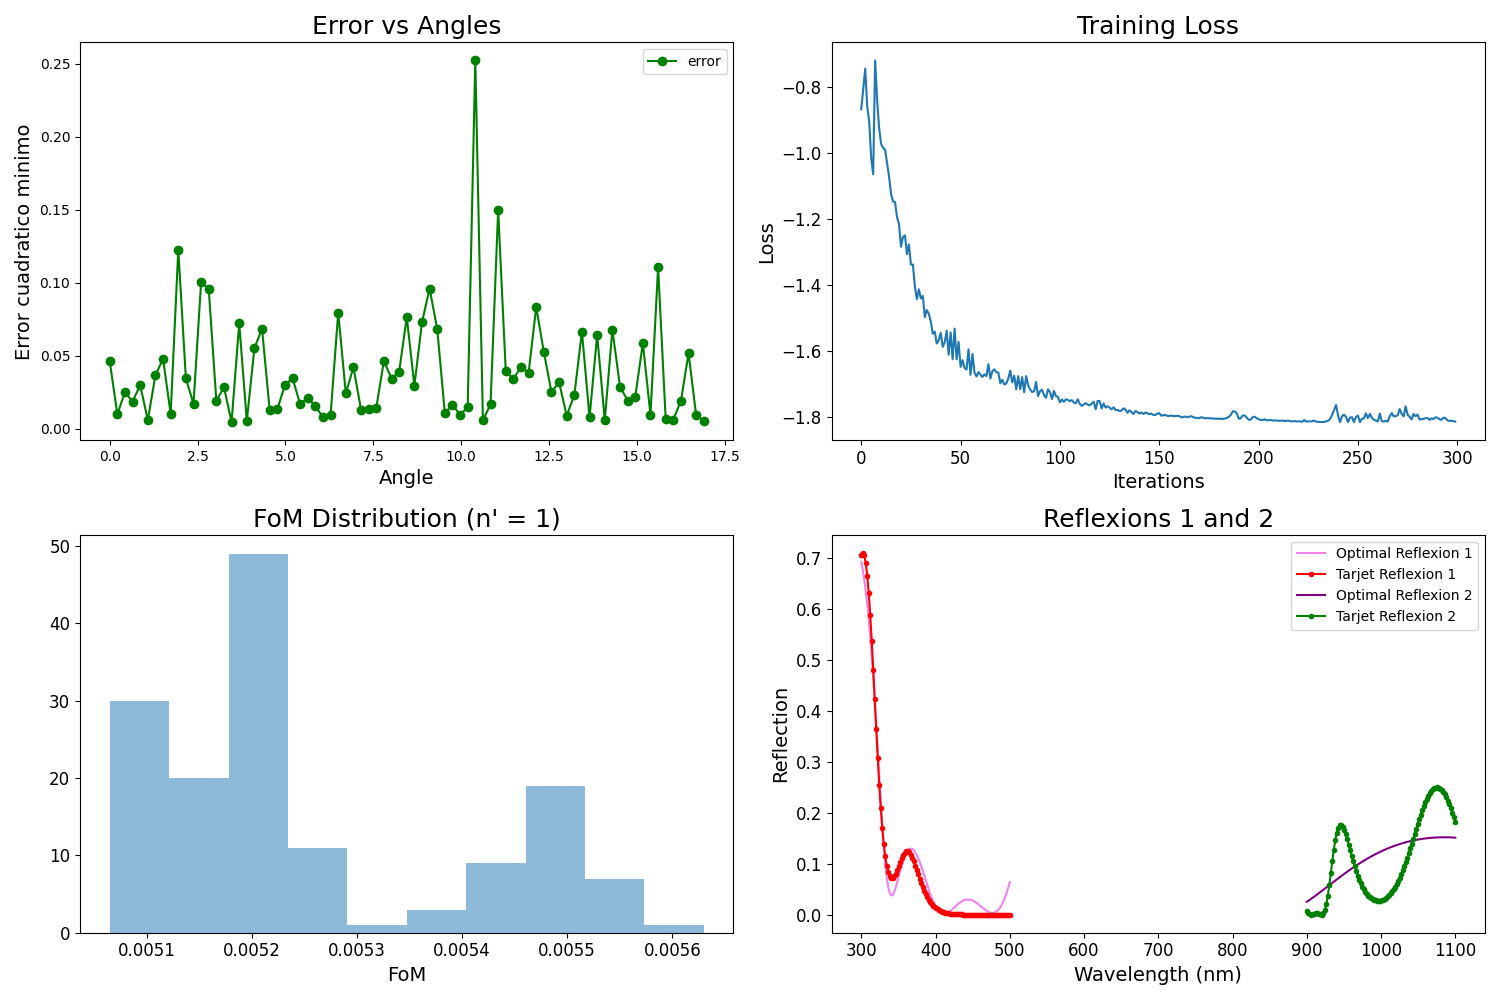 Error vs Angles
error
0.25
0.20
0.15
0.10
0.05
0.00
Error cuadratico minimo
0.0 2.5 5.0 7.5 10.0 12.5 15.0 17.5
Angle
Training Loss
−0.8
−1.0
−1.2
−1.4
−1.6
−1.8
Loss
0 50 100 150 200 250 300
Iterations
FoM Distribution (n' = 1)
50
40
30
20
10
0
0.0051 0.0052 0.0053 0.0054 0.0055 0.0056
FoM
Reflexions 1 and 2
Optimal Reflexion 1
Tarjet Reflexion 1
Optimal Reflexion 2
Tarjet Reflexion 2
0.7
0.6
0.5
0.4
0.3
0.2
0.1
0.0
Reflection
300 400 500 600 700 800 900 1000 1100
Wavelength (nm)